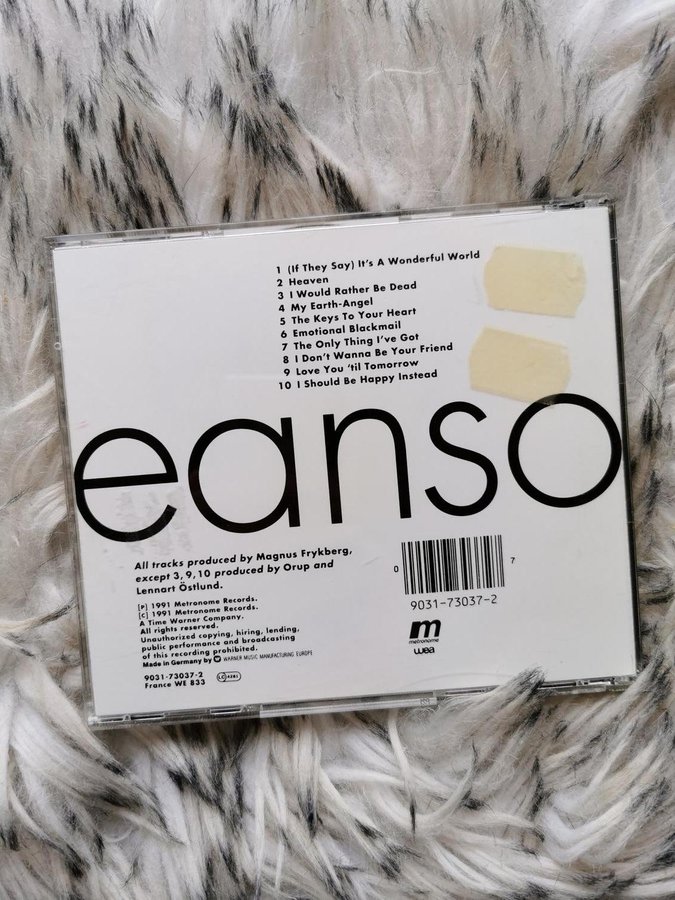 1 (If They Say) It's A Wonderful World
2 Heaven
3 I Would Rather Be Dead
4 My Earth-Angel
5 The Keys To Your Heart
6 Emotional Blackmail
7 The Only Thing I've Got
8 I Don't Wanna Be Your Friend
9 Love You 'til Tomorrow
10 I Should Be Happy Instead
eanso
All tracks produced by Magnus Frykberg,
except 3, 9, 10 produced by Orup and
Lennart Östlund.
[P] 1991 Metronome Records.
[C] 1991 Metronome Records.
A Time Warner Company.
All rights reserved.
Unauthorized copying, hiring, lending,
public performance and broadcasting
of this recording prohibited.
Made in Germany by WARNER MUSIC MANUFACTURING EUROPE
9031-73037-2
France WE 833
LC 4281
0 7
9031-73037-2
m
metronome
wea